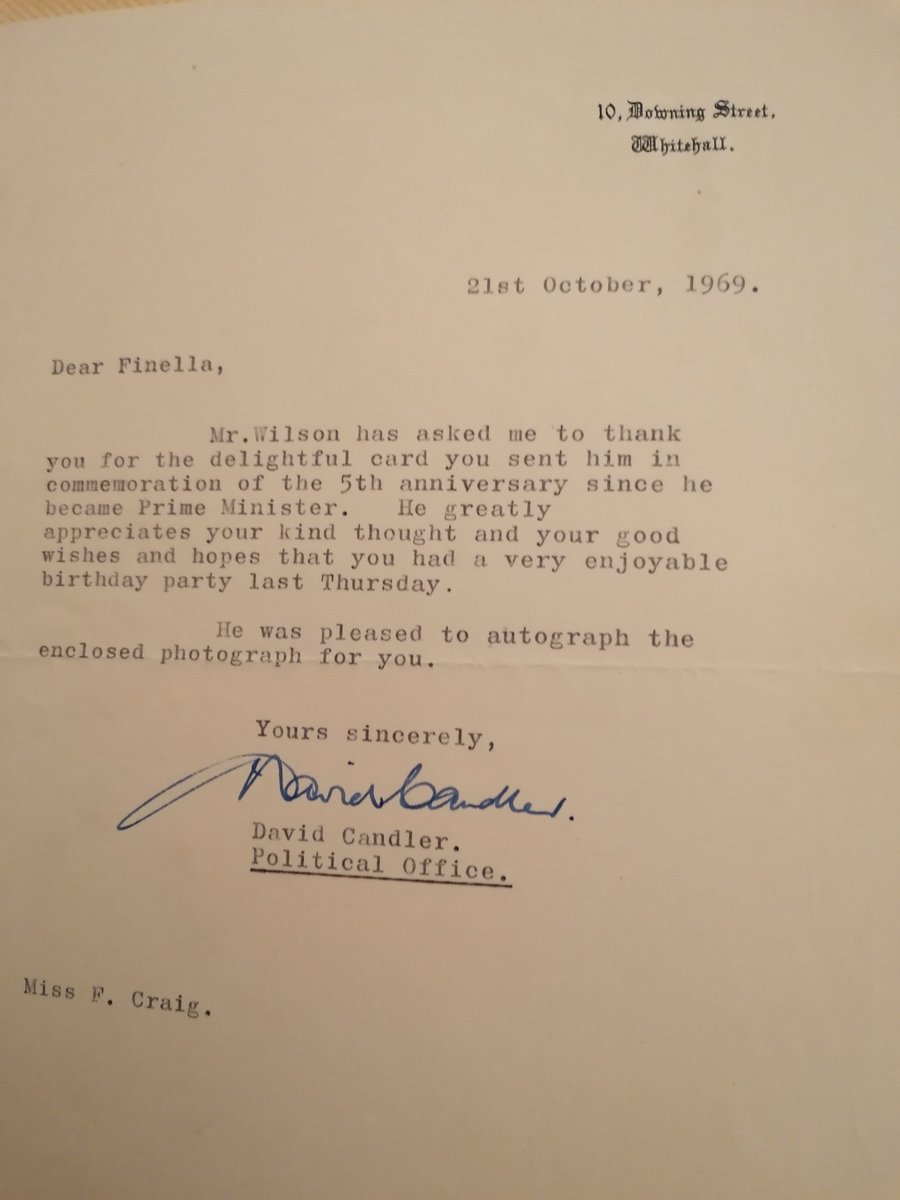 10, Downing Street,
Whitehall.
21st October, 1969.
Dear Finella,
Mr.Wilson has asked me to thank
you for the delightful card you sent him in
commemoration of the 5th anniversary since he
became Prime Minister. He greatly
appreciates your kind thought and your good
wishes and hopes that you had a very enjoyable
birthday party last Thursday.
He was pleased to autograph the
enclosed photograph for you.
Yours sincerely,
David Candler.
David Candler.
Political Office.
Miss F. Craig.